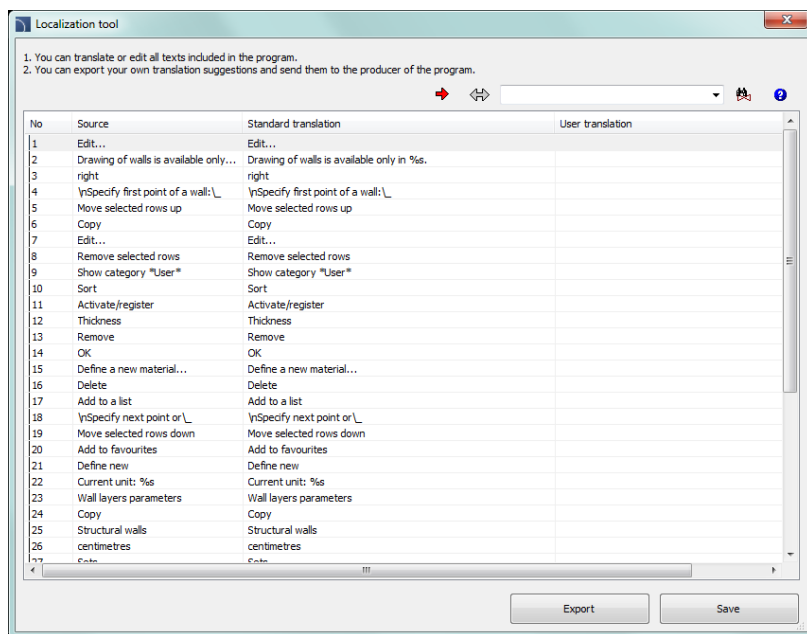 Localization tool
1. You can translate or edit all texts included in the program.
2. You can export your own translation suggestions and send them to the producer of the program.
No Source Standard translation User translation
1 Edit... Edit...
2 Drawing of walls is available only... Drawing of walls is available only in %s.
3 right right
4 \nSpecify first point of a wall:\_ \nSpecify first point of a wall:\_
5 Move selected rows up Move selected rows up
6 Copy Copy
7 Edit... Edit...
8 Remove selected rows Remove selected rows
9 Show category "User" Show category "User"
10 Sort Sort
11 Activate/register Activate/register
12 Thickness Thickness
13 Remove Remove
14 OK OK
15 Define a new material... Define a new material...
16 Delete Delete
17 Add to a list Add to a list
18 \nSpecify next point or\_ \nSpecify next point or\_
19 Move selected rows down Move selected rows down
20 Add to favourites Add to favourites
21 Define new Define new
22 Current unit: %s Current unit: %s
23 Wall layers parameters Wall layers parameters
24 Copy Copy
25 Structural walls Structural walls
26 centimetres centimetres
27 Sets Sets
Export Save